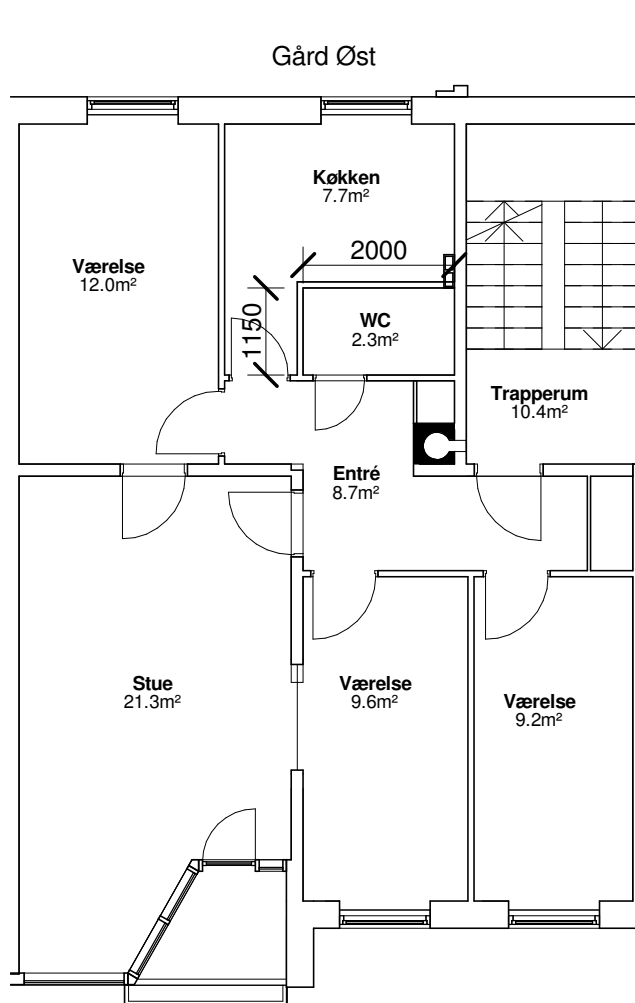 Gård Øst
Køkken
7.7m²
2000
Værelse
12.0m²
1150
WC
2.3m²
Trapperum
10.4m²
Entré
8.7m²
Stue
21.3m²
Værelse
9.6m²
Værelse
9.2m²